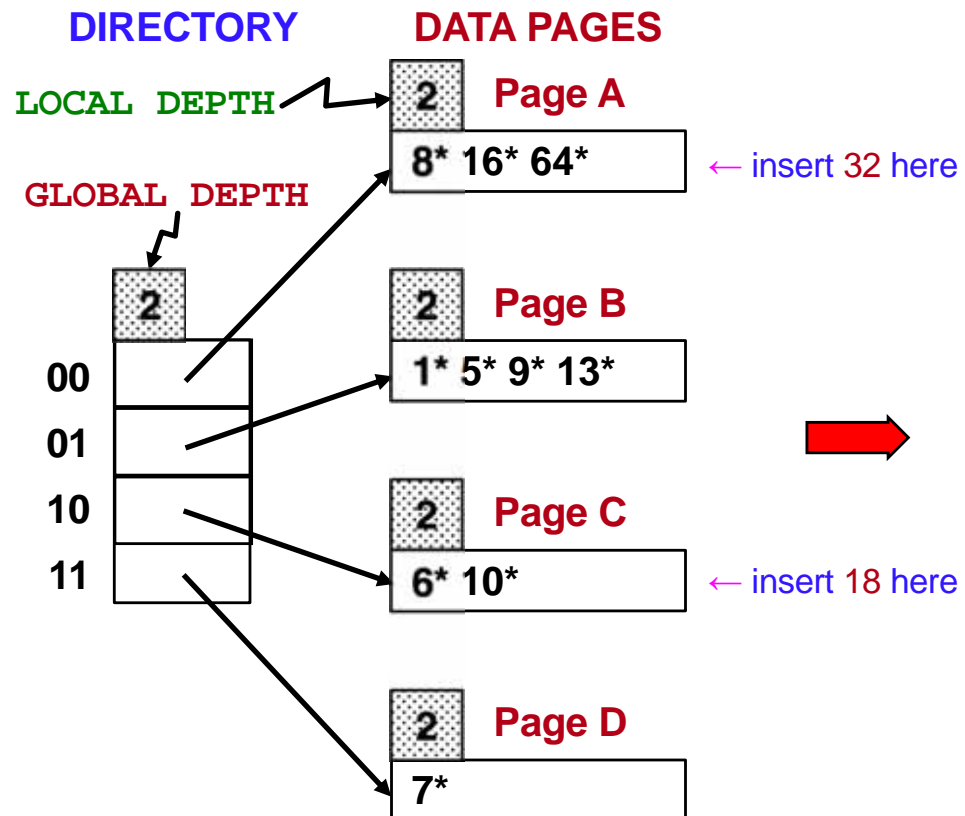 DIRECTORY DATA PAGES
LOCAL DEPTH
2 Page A
8* 16* 64*
← insert 32 here
GLOBAL DEPTH
2
2 Page B
1* 5* 9* 13*
00
01
10
11
2 Page C
6* 10*
← insert 18 here
2 Page D
7*